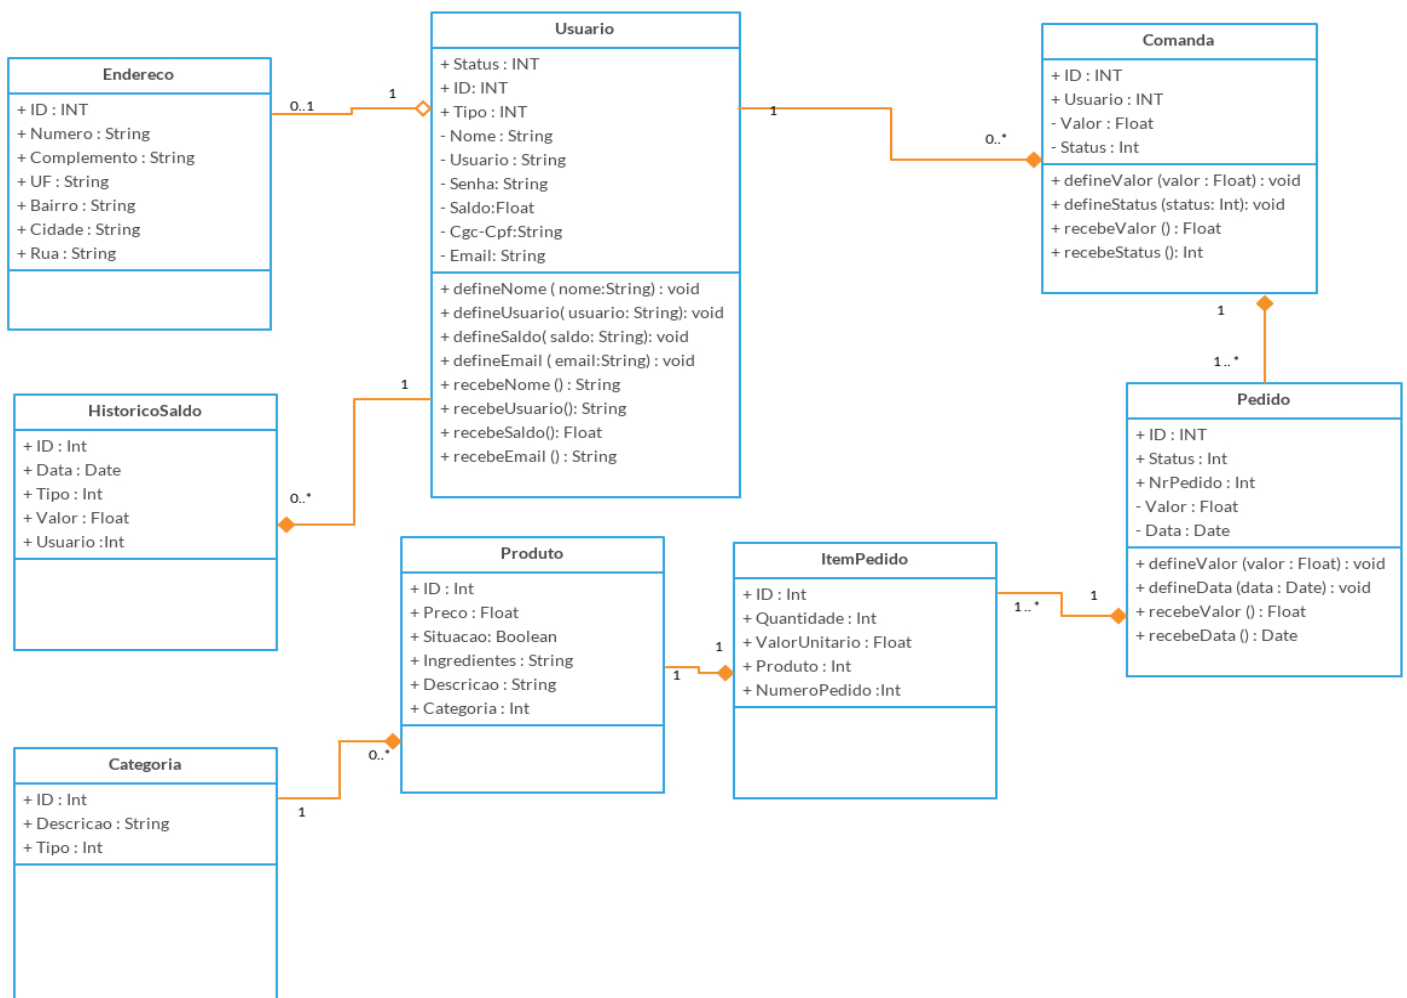 Endereco
+ ID : INT
+ Numero : String
+ Complemento : String
+ UF : String
+ Bairro : String
+ Cidade : String
+ Rua : String
0..1
1
Usuario
+ Status : INT
+ ID: INT
+ Tipo : INT
- Nome : String
- Usuario : String
- Senha: String
- Saldo:Float
- Cgc-Cpf:String
- Email: String
+ defineNome ( nome:String) : void
+ defineUsuario( usuario: String): void
+ defineSaldo( saldo: String): void
+ defineEmail ( email:String) : void
+ recebeNome () : String
+ recebeUsuario(): String
+ recebeSaldo(): Float
+ recebeEmail () : String
1
0..*
Comanda
+ ID : INT
+ Usuario : INT
- Valor : Float
- Status : Int
+ defineValor (valor : Float) : void
+ defineStatus (status: Int): void
+ recebeValor () : Float
+ recebeStatus (): Int
1
1.. *
HistoricoSaldo
+ ID : Int
+ Data : Date
+ Tipo : Int
+ Valor : Float
+ Usuario :Int
1
0..*
Pedido
+ ID : INT
+ Status : Int
+ NrPedido : Int
- Valor : Float
- Data : Date
+ defineValor (valor : Float) : void
+ defineData (data : Date) : void
+ recebeValor () : Float
+ recebeData () : Date
Produto
+ ID : Int
+ Preco : Float
+ Situacao: Boolean
+ Ingredientes : String
+ Descricao : String
+ Categoria : Int
1
1
ItemPedido
+ ID : Int
+ Quantidade : Int
+ ValorUnitario : Float
+ Produto : Int
+ NumeroPedido :Int
1.. *
1
Categoria
+ ID : Int
+ Descricao : String
+ Tipo : Int
1
0..*